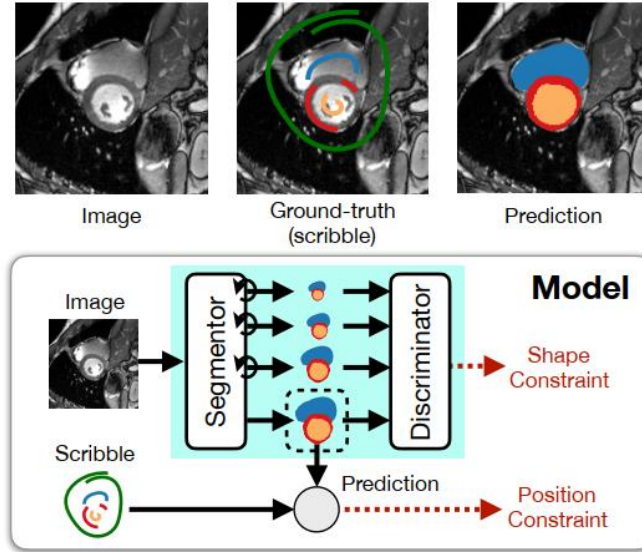 Image
Ground-truth
(scribble)
Prediction
Model
Image
Segmentor
Discriminator
Shape
Constraint
Scribble
Prediction
Position
Constraint